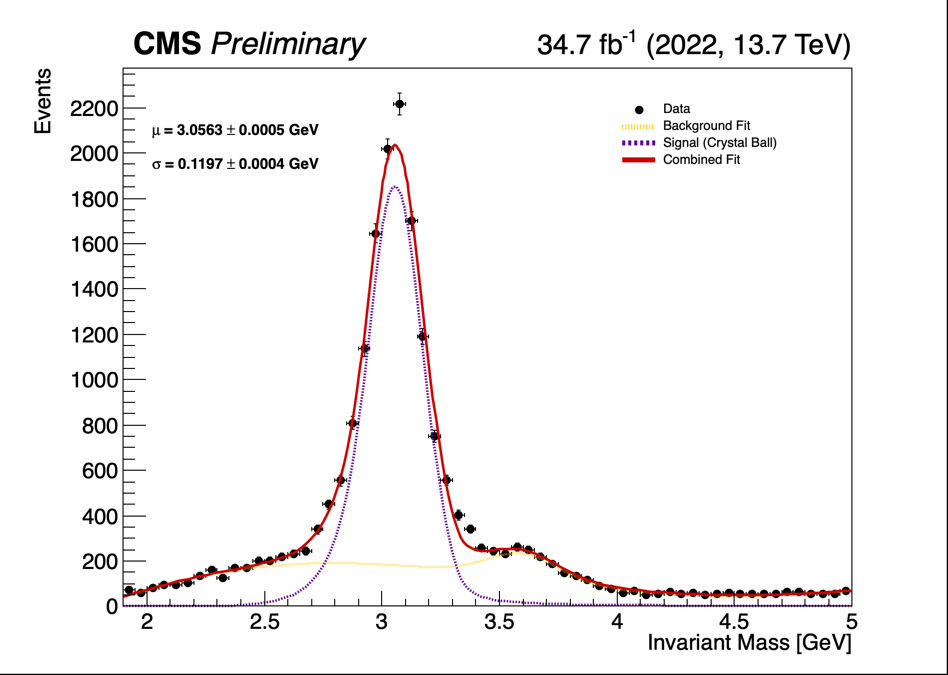 CMS Preliminary
34.7 fb⁻¹ (2022, 13.7 TeV)
Events
2200
2000
1800
1600
1400
1200
1000
800
600
400
200
0
μ = 3.0563 ± 0.0005 GeV
σ = 0.1197 ± 0.0004 GeV
Data
Background Fit
Signal (Crystal Ball)
Combined Fit
2 2.5 3 3.5 4 4.5 5
Invariant Mass [GeV]